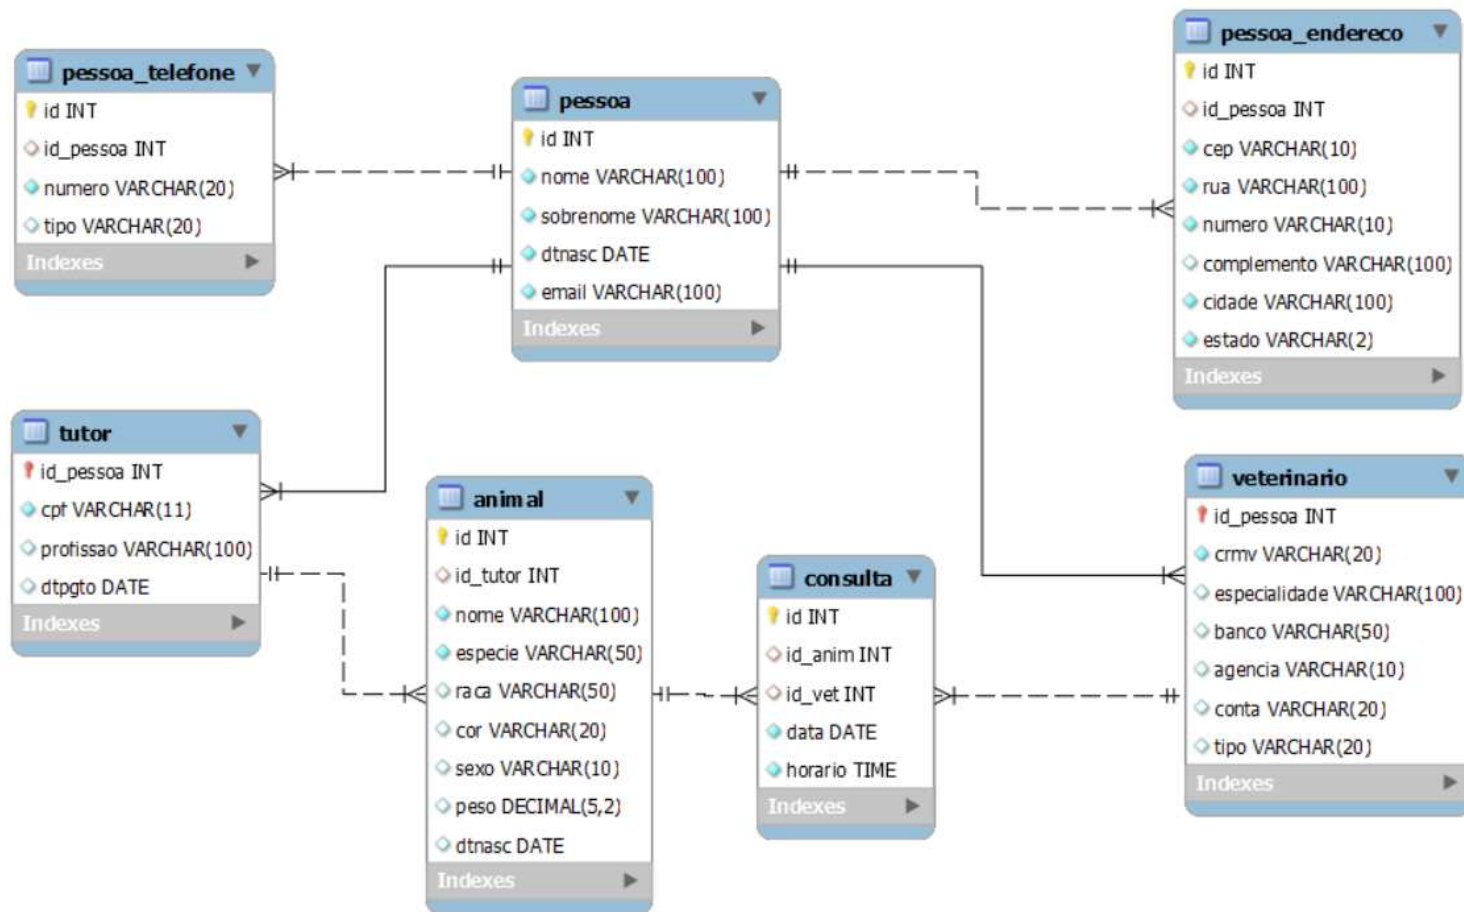 pessoa_telefone
id INT
id_pessoa INT
numero VARCHAR(20)
tipo VARCHAR(20)
Indexes
pessoa
id INT
nome VARCHAR(100)
sobrenome VARCHAR(100)
dtnasc DATE
email VARCHAR(100)
Indexes
pessoa_endereco
id INT
id_pessoa INT
cep VARCHAR(10)
rua VARCHAR(100)
numero VARCHAR(10)
complemento VARCHAR(100)
cidade VARCHAR(100)
estado VARCHAR(2)
Indexes
tutor
id_pessoa INT
cpf VARCHAR(11)
profissao VARCHAR(100)
dtpgto DATE
Indexes
animal
id INT
id_tutor INT
nome VARCHAR(100)
especie VARCHAR(50)
raca VARCHAR(50)
cor VARCHAR(20)
sexo VARCHAR(10)
peso DECIMAL(5,2)
dtnasc DATE
Indexes
consulta
id INT
id_anim INT
id_vet INT
data DATE
horario TIME
Indexes
veterinario
id_pessoa INT
crmv VARCHAR(20)
especialidade VARCHAR(100)
banco VARCHAR(50)
agencia VARCHAR(10)
conta VARCHAR(20)
tipo VARCHAR(20)
Indexes